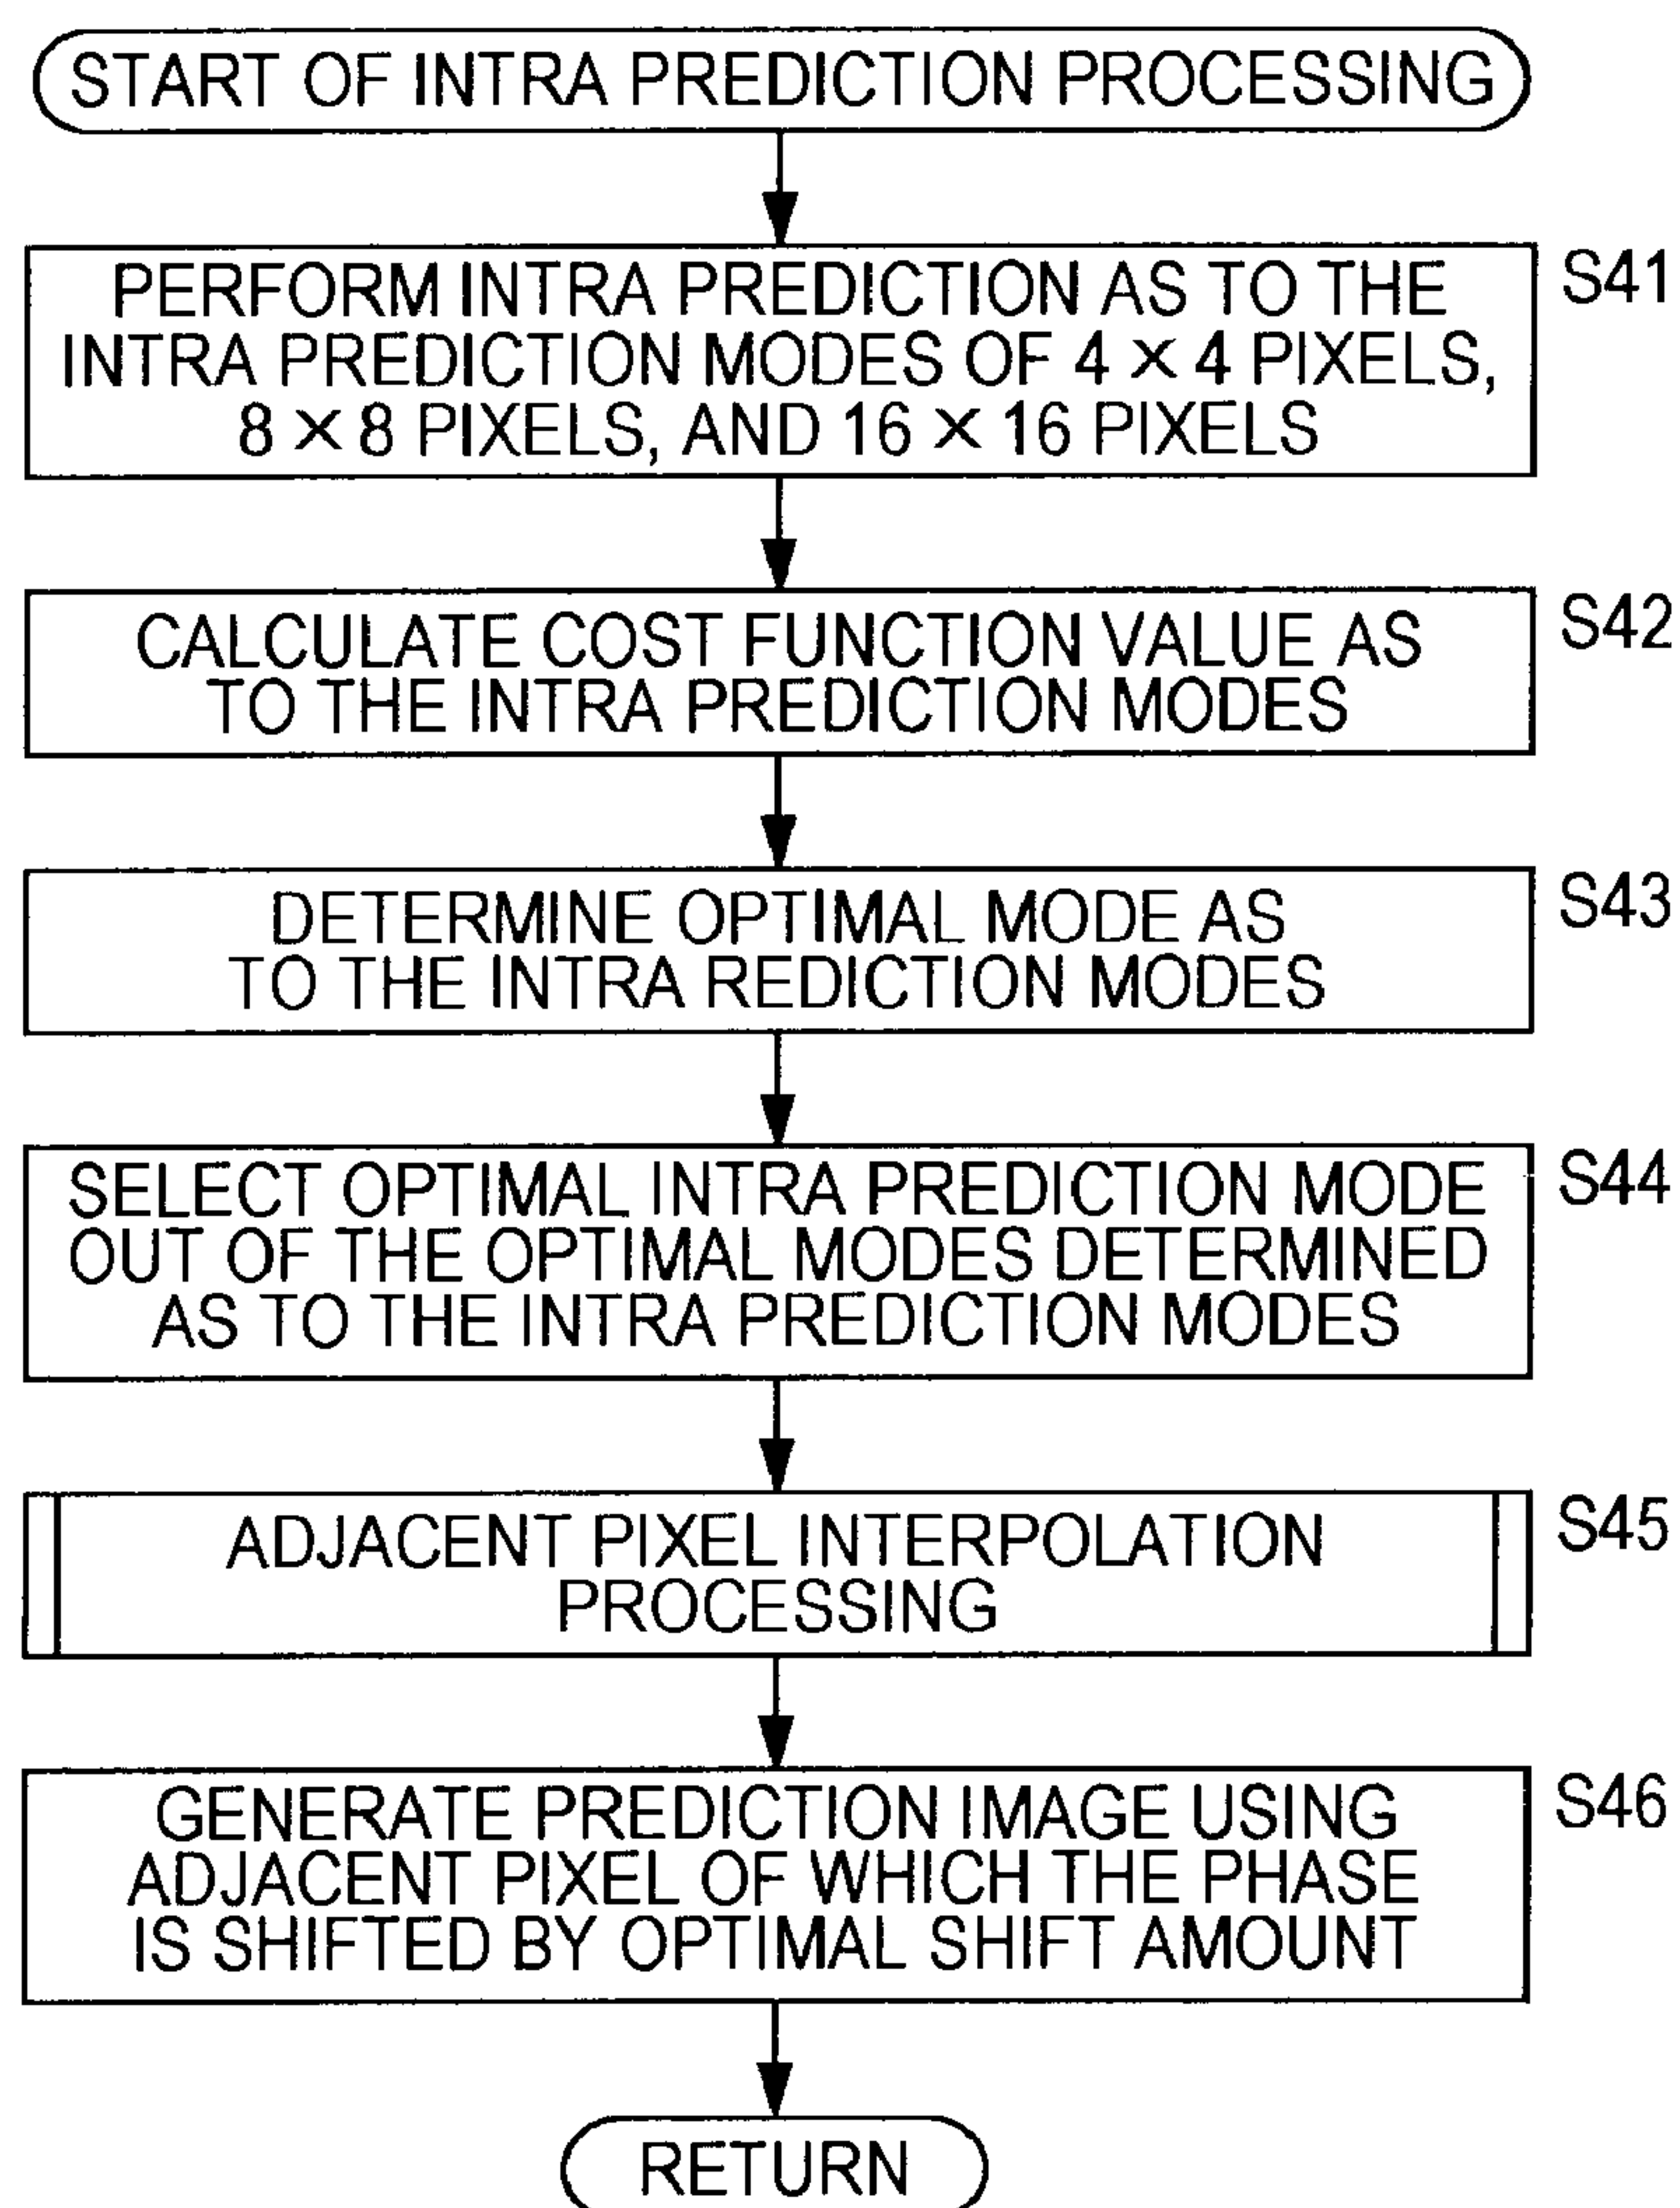 START OF INTRA PREDICTION PROCESSING
PERFORM INTRA PREDICTION AS TO THE
INTRA PREDICTION MODES OF 4 × 4 PIXELS,
8 × 8 PIXELS, AND 16 × 16 PIXELS
S41
CALCULATE COST FUNCTION VALUE AS
TO THE INTRA PREDICTION MODES
S42
DETERMINE OPTIMAL MODE AS
TO THE INTRA REDICTION MODES
S43
SELECT OPTIMAL INTRA PREDICTION MODE
OUT OF THE OPTIMAL MODES DETERMINED
AS TO THE INTRA PREDICTION MODES
S44
ADJACENT PIXEL INTERPOLATION
PROCESSING
S45
GENERATE PREDICTION IMAGE USING
ADJACENT PIXEL OF WHICH THE PHASE
IS SHIFTED BY OPTIMAL SHIFT AMOUNT
S46
RETURN